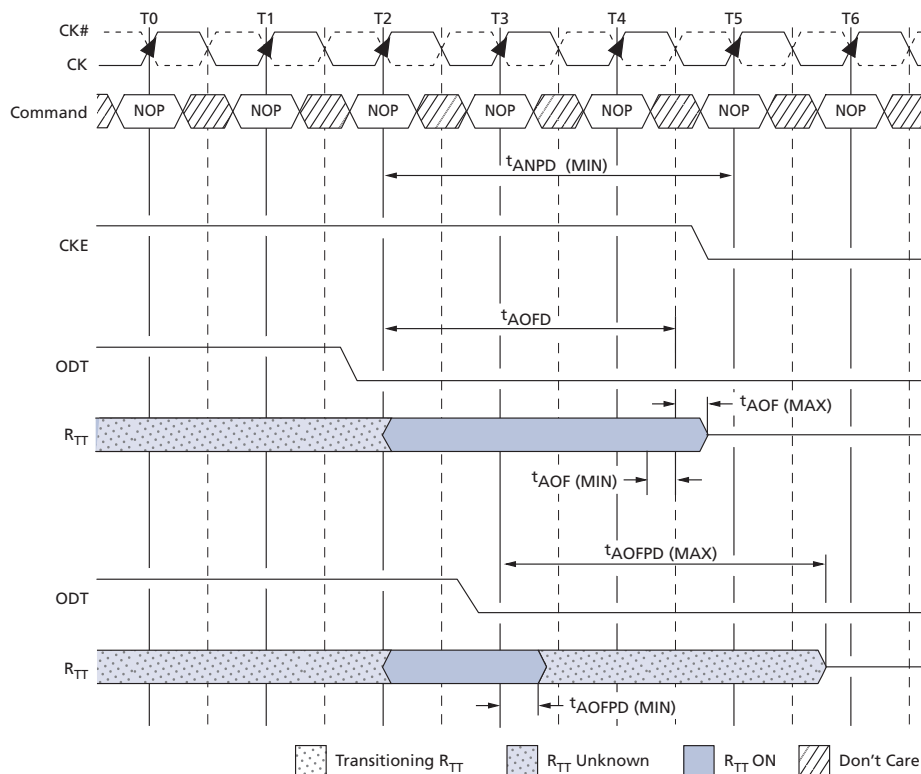 T0 T1 T2 T3 T4 T5 T6
CK#
CK
Command NOP NOP NOP NOP NOP NOP NOP
tANPD (MIN)
CKE
tAOFD
ODT
tAOF (MAX)
RTT
tAOF (MIN)
tAOFPD (MAX)
ODT
RTT
tAOFPD (MIN)
Transitioning RTT RTT Unknown RTT ON Don't Care